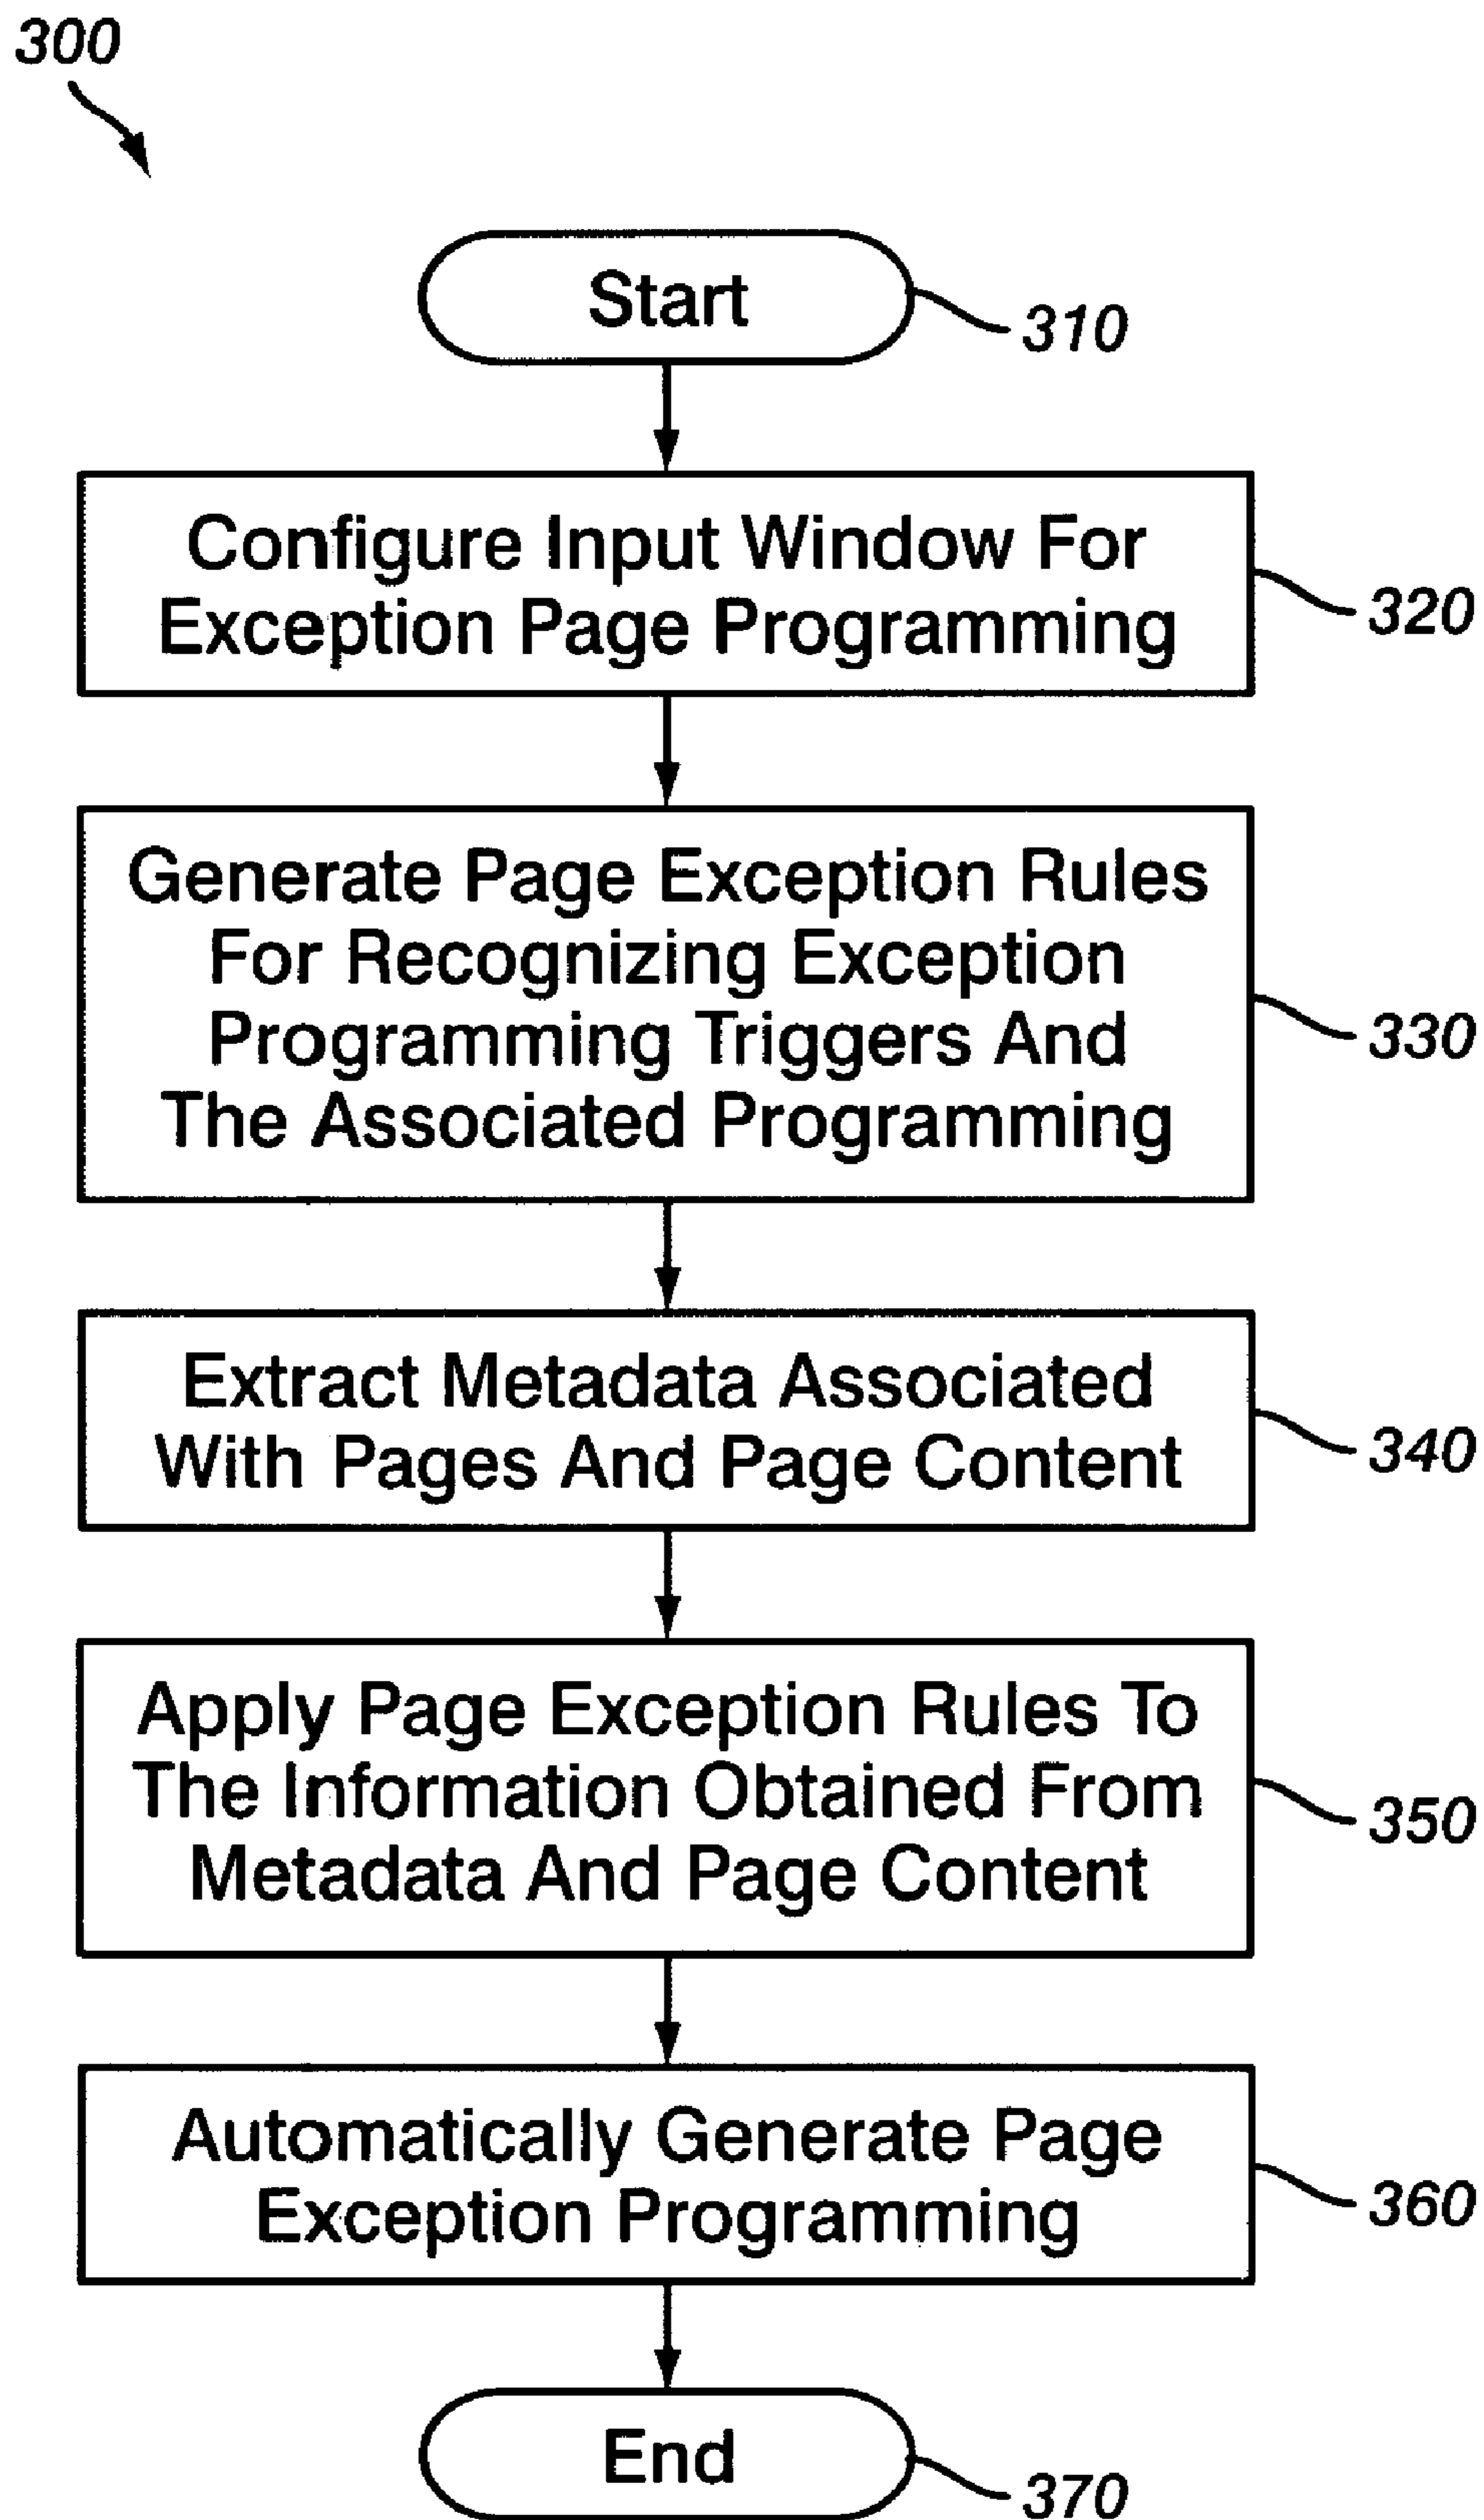 300
Start
310
Configure Input Window For
Exception Page Programming
320
Generate Page Exception Rules
For Recognizing Exception
Programming Triggers And
The Associated Programming
330
Extract Metadata Associated
With Pages And Page Content
340
Apply Page Exception Rules To
The Information Obtained From
Metadata And Page Content
350
Automatically Generate Page
Exception Programming
360
End
370